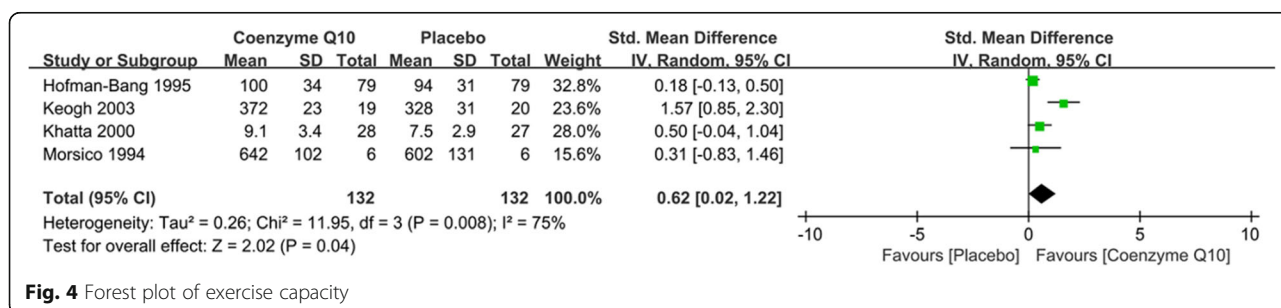 Coenzyme Q10 Placebo Std. Mean Difference Std. Mean Difference
Study or Subgroup Mean SD Total Mean SD Total Weight IV, Random, 95% CI IV, Random, 95% CI
Hofman-Bang 1995 100 34 79 94 31 79 32.8% 0.18 [-0.13, 0.50]
Keogh 2003 372 23 19 328 31 20 23.6% 1.57 [0.85, 2.30]
Khatta 2000 9.1 3.4 28 7.5 2.9 27 28.0% 0.50 [-0.04, 1.04]
Morsico 1994 642 102 6 602 131 6 15.6% 0.31 [-0.83, 1.46]
Total (95% CI) 132 132 100.0% 0.62 [0.02, 1.22]
Heterogeneity: Tau² = 0.26; Chi² = 11.95, df = 3 (P = 0.008); I² = 75%
Test for overall effect: Z = 2.02 (P = 0.04)
-10 -5 0 5 10
Favours [Placebo] Favours [Coenzyme Q10]
Fig. 4 Forest plot of exercise capacity